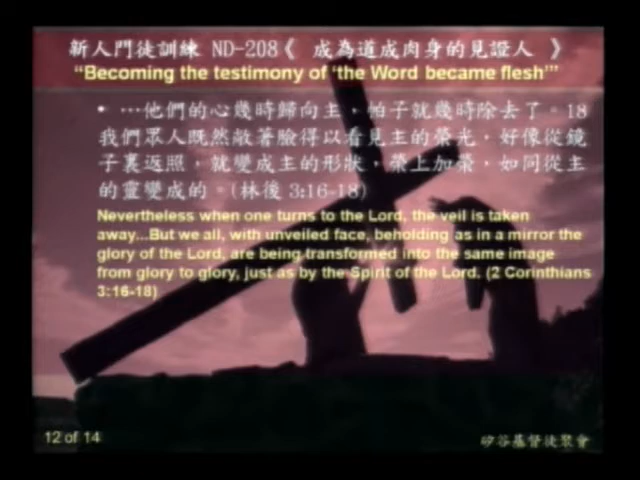 新人門徒訓練 ND-208《 成為道成肉身的見證人 》
“Becoming the testimony of ‘the Word became flesh’”
• …他們的心幾時歸向主，帕子就幾時除去了。18
我們眾人既然敞著臉得以看見主的榮光，好像從鏡
子裏返照，就變成主的形狀，榮上加榮，如同從主
的靈變成的。(林後 3:16-18)
Nevertheless when one turns to the Lord, the veil is taken
away...But we all, with unveiled face, beholding as in a mirror the
glory of the Lord, are being transformed into the same image
from glory to glory, just as by the Spirit of the Lord. (2 Corinthians
3:16-18)
12 of 14
矽谷基督徒聚會